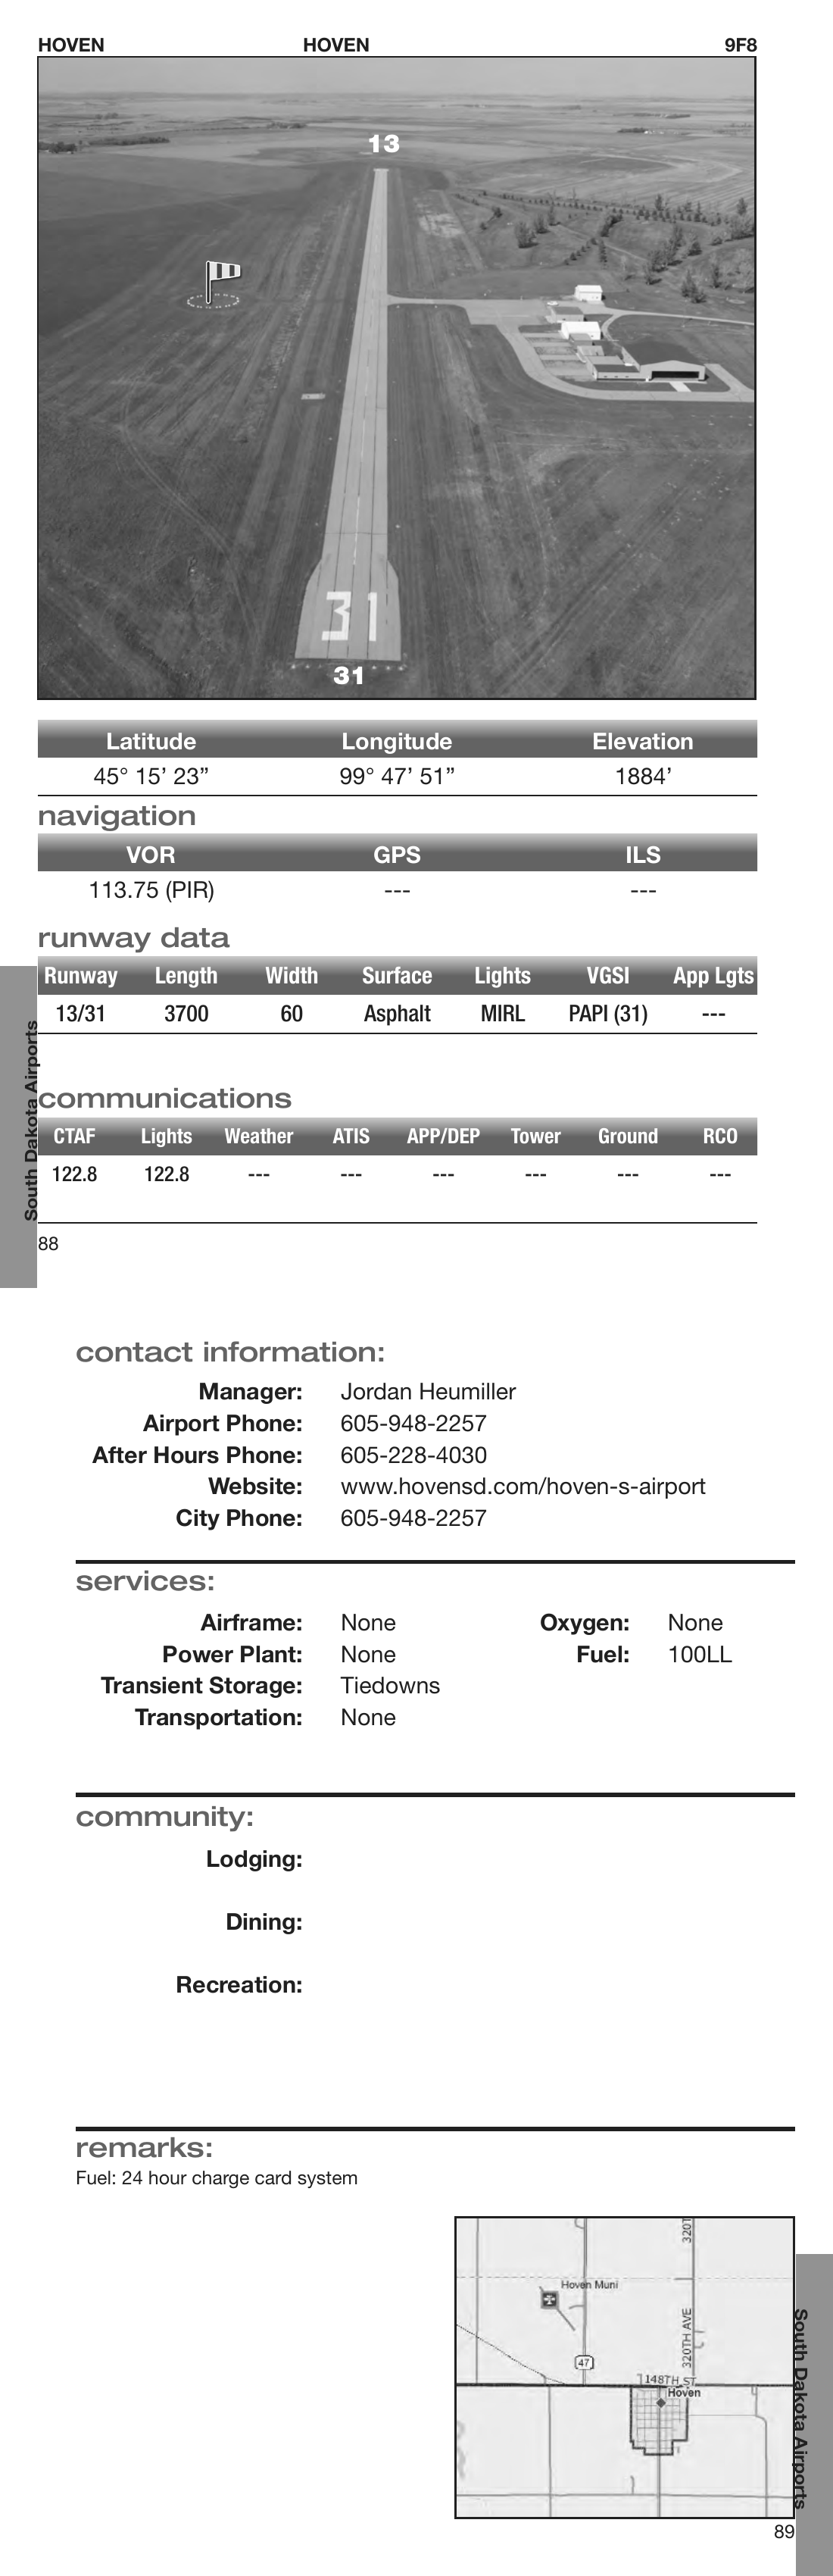 HOVEN HOVEN 9F8
13
31
31
Latitude Longitude Elevation
45° 15’ 23” 99° 47’ 51” 1884’
navigation
VOR GPS ILS
113.75 (PIR) --- ---
runway data
Runway Length Width Surface Lights VGSI App Lgts
13/31 3700 60 Asphalt MIRL PAPI (31) ---
South Dakota Airports
communications
CTAF Lights Weather ATIS APP/DEP Tower Ground RCO
122.8 122.8 --- --- --- --- --- ---
88
contact information:
Manager: Jordan Heumiller
Airport Phone: 605-948-2257
After Hours Phone: 605-228-4030
Website: www.hovensd.com/hoven-s-airport
City Phone: 605-948-2257
services:
Airframe: None Oxygen: None
Power Plant: None Fuel: 100LL
Transient Storage: Tiedowns
Transportation: None
community:
Lodging:
Dining:
Recreation:
remarks:
Fuel: 24 hour charge card system
320T
Hoven Muni
320TH AVE
47
148TH ST
Hoven
South Dakota Airports
89